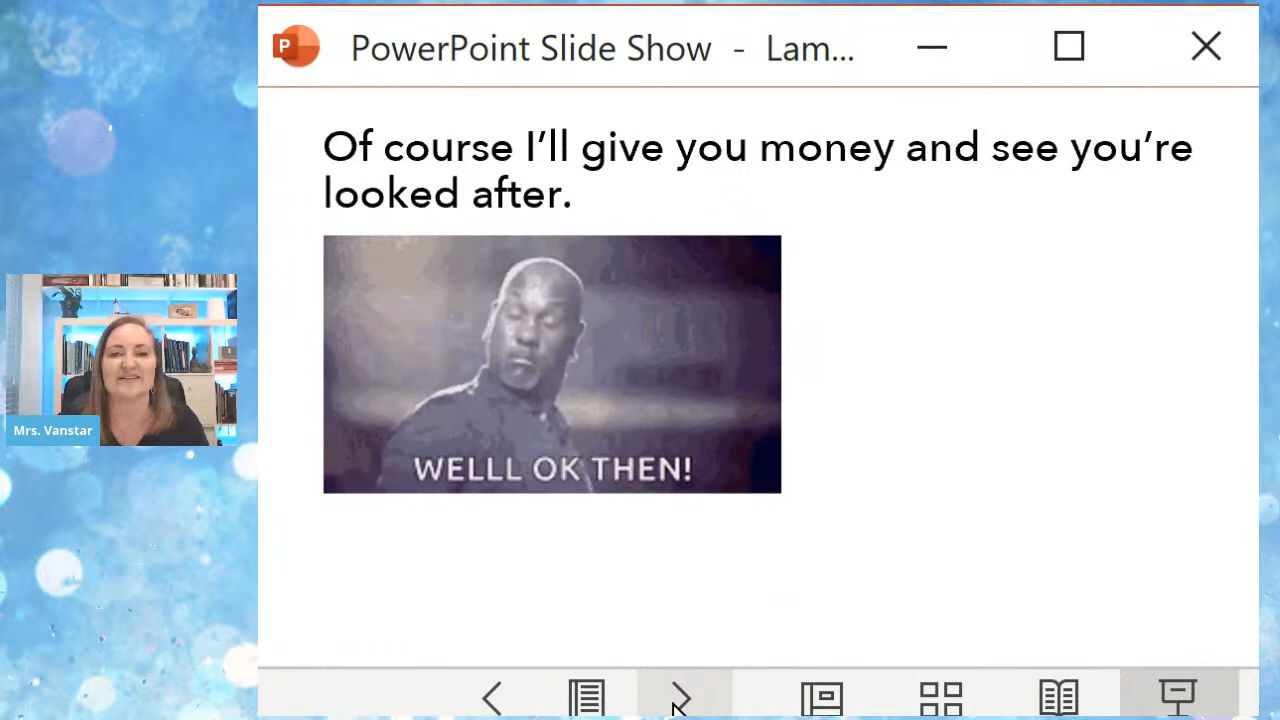 P PowerPoint Slide Show - Lam...
Of course I'll give you money and see you're
looked after.
WELLL OK THEN!
Mrs. Vanstar